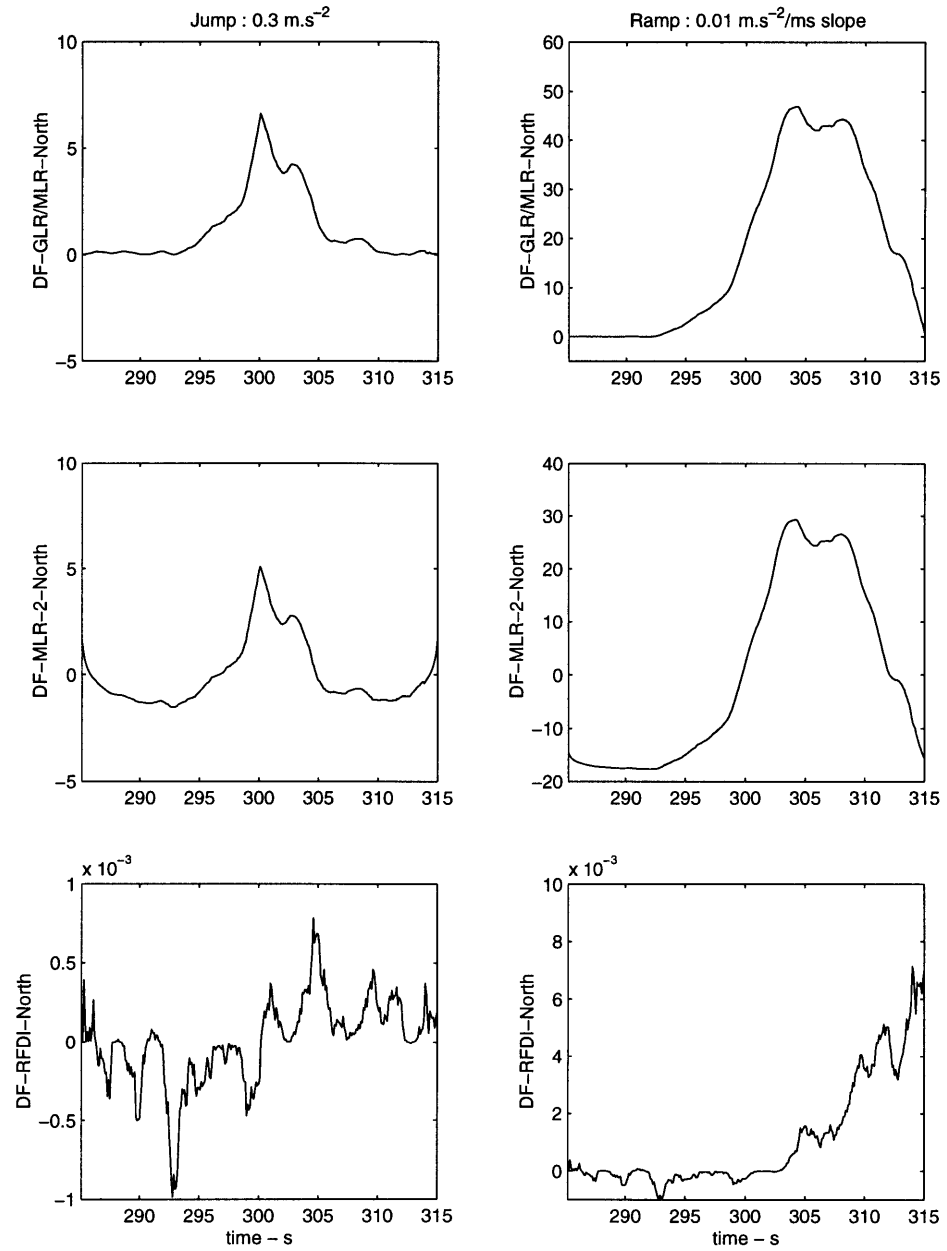 Jump : 0.3 m.s−2
10
5
0
−5
DF−GLR/MLR−North
290 295 300 305 310 315
Ramp : 0.01 m.s−2/ms slope
60
50
40
30
20
10
0
DF−GLR/MLR−North
290 295 300 305 310 315
10
5
0
−5
DF−MLR−2−North
290 295 300 305 310 315
40
30
20
10
0
−10
−20
DF−MLR−2−North
290 295 300 305 310 315
x 10−3
1
0.5
0
−0.5
−1
DF−RFDI−North
290 295 300 305 310 315
time − s
x 10−3
10
8
6
4
2
0
DF−RFDI−North
290 295 300 305 310 315
time − s